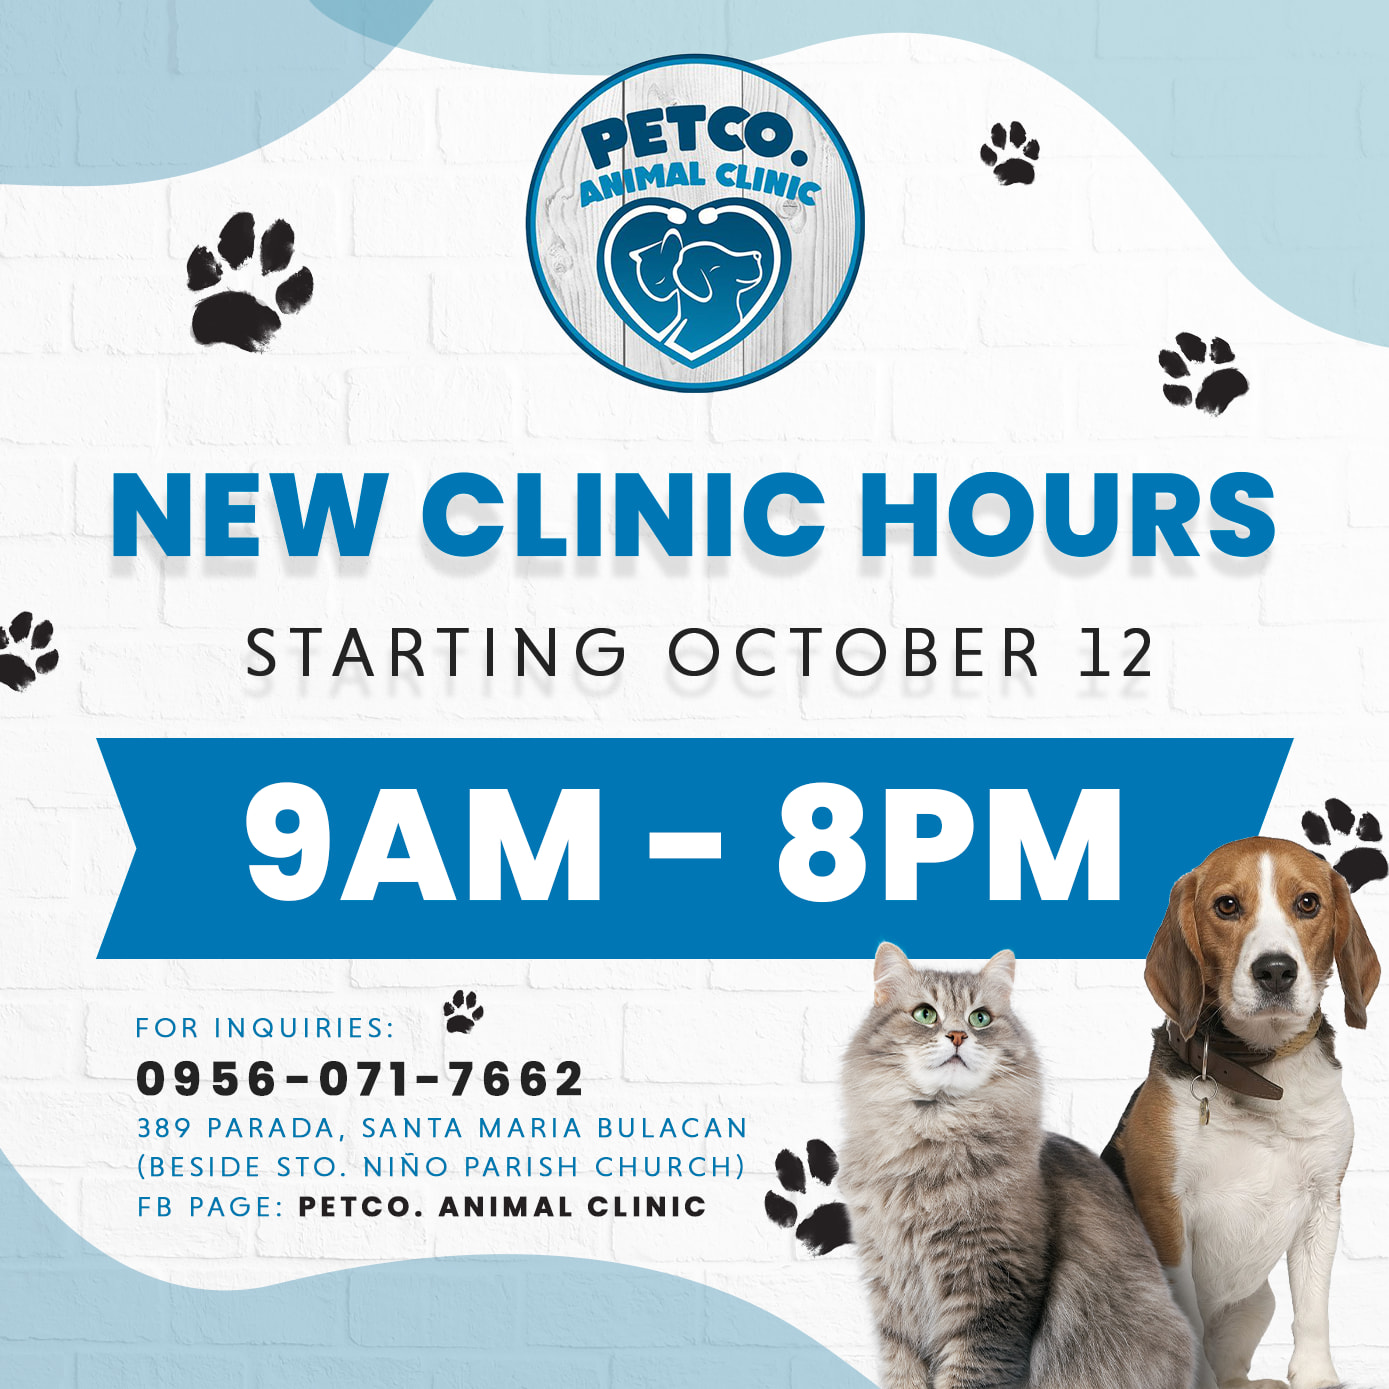 PETCO.
ANIMAL CLINIC
NEW CLINIC HOURS
STARTING OCTOBER 12
9AM - 8PM
FOR INQUIRIES:
0956-071-7662
389 PARADA, SANTA MARIA BULACAN
(BESIDE STO. NIÑO PARISH CHURCH)
FB PAGE: PETCO. ANIMAL CLINIC